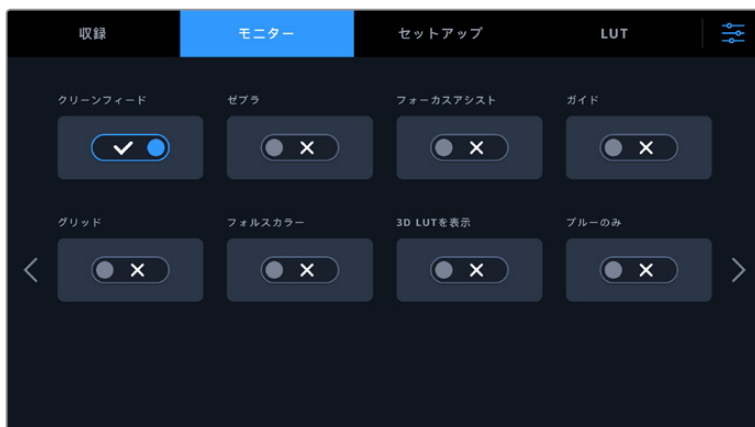 収録 モニター セットアップ LUT
クリーンフィード ゼブラ フォーカスアシスト ガイド
グリッド フォルスカラー 3D LUTを表示 ブルーのみ